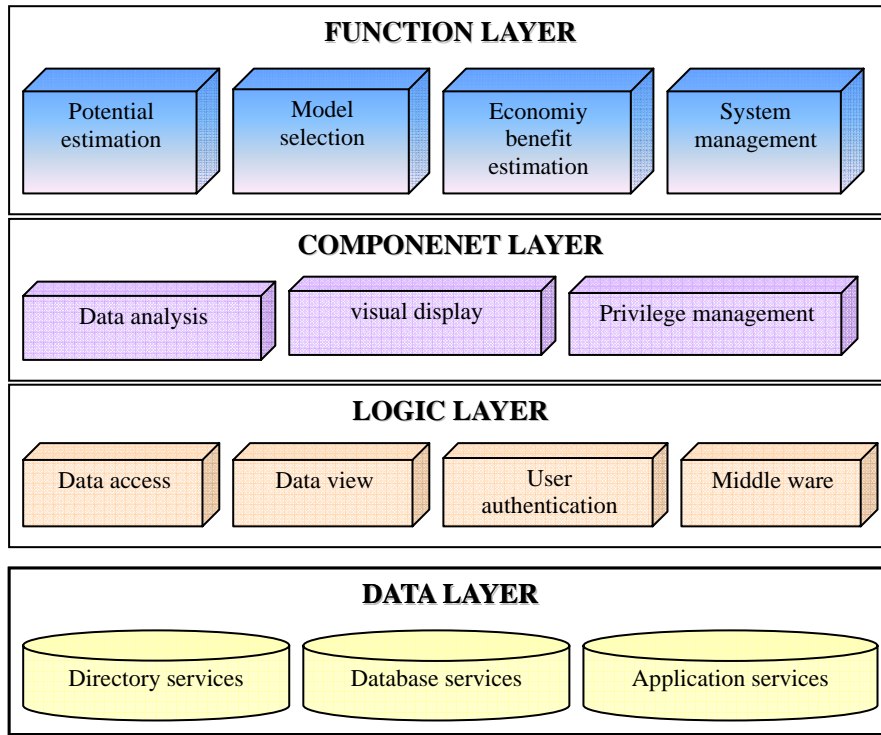 FUNCTION LAYER
Potential
estimation
Model
selection
Economiy
benefit
estimation
System
management
COMPONENET LAYER
Data analysis
visual display
Privilege management
LOGIC LAYER
Data access
Data view
User
authentication
Middle ware
DATA LAYER
Directory services
Database services
Application services